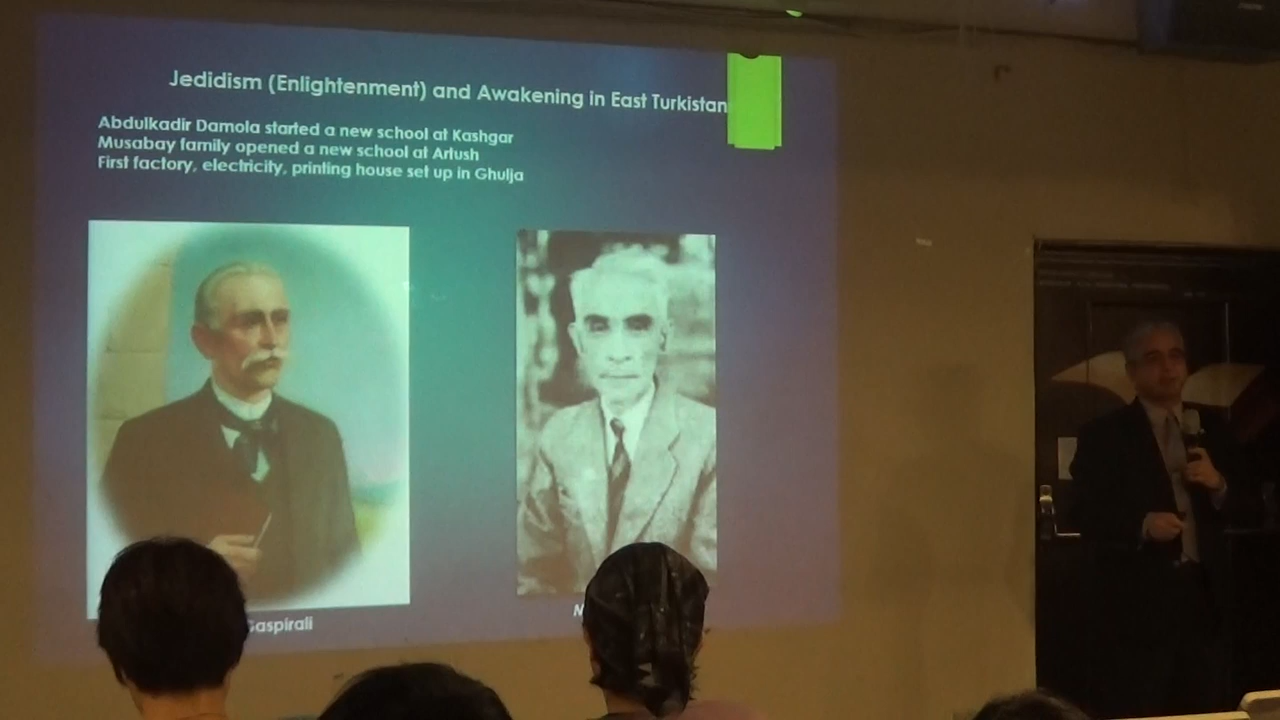 Jedidism (Enlightenment) and Awakening in East Turkistan
Abdulkadir Damola started a new school at Kashgar
Musabay family opened a new school at Artush
First factory, electricity, printing house set up in Ghulja
Gaspirali